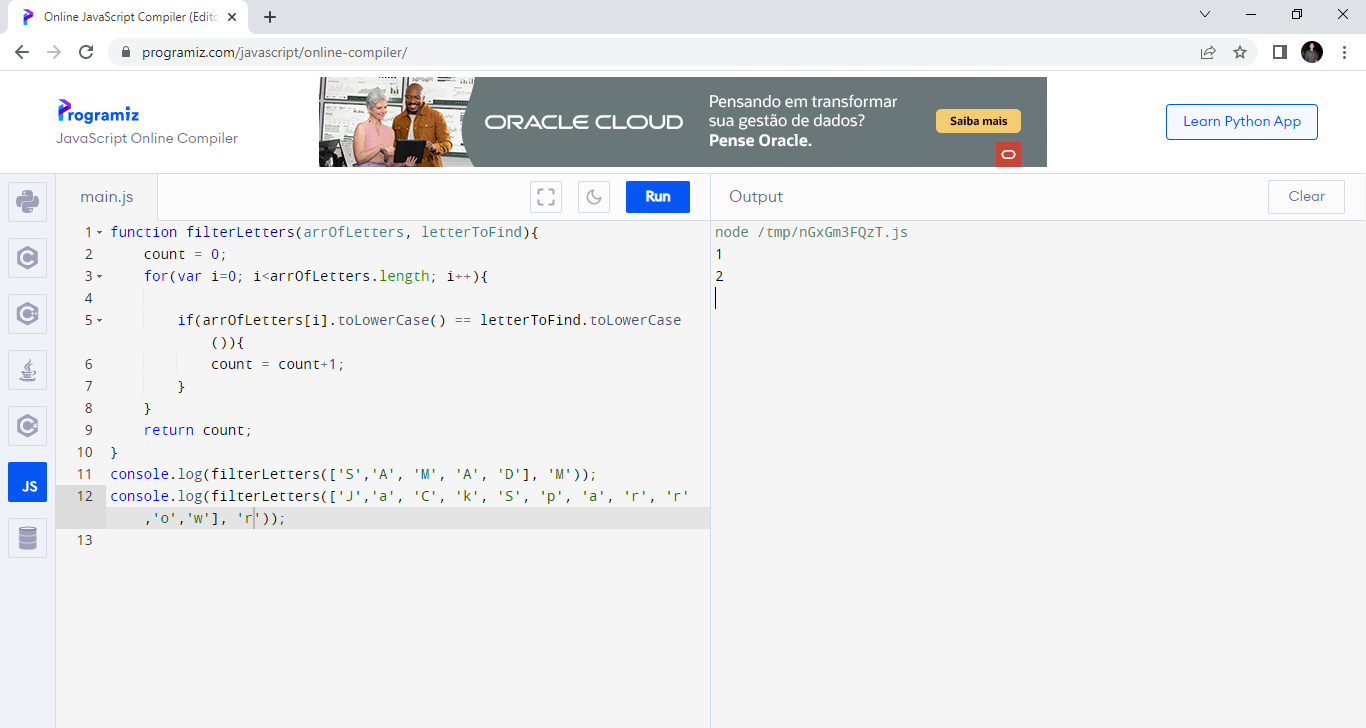 Online JavaScript Compiler (Edito
programiz.com/javascript/online-compiler/
Programiz
JavaScript Online Compiler
ORACLE CLOUD
Pensando em transformar
sua gestão de dados?
Pense Oracle.
Saiba mais
Learn Python App
main.js
Run
Output
Clear
JS
1 function filterLetters(arrOfLetters, letterToFind){
2     count = 0;
3     for(var i=0; i<arrOfLetters.length; i++){
4
5         if(arrOfLetters[i].toLowerCase() == letterToFind.toLowerCase
            ()){
6             count = count+1;
7         }
8     }
9     return count;
10 }
11 console.log(filterLetters(['S','A', 'M', 'A', 'D'], 'M'));
12 console.log(filterLetters(['J','a', 'C', 'k', 'S', 'p', 'a', 'r', 'r'
    ,'o','w'], 'r'));
13
node /tmp/nGxGm3FQzT.js
1
2